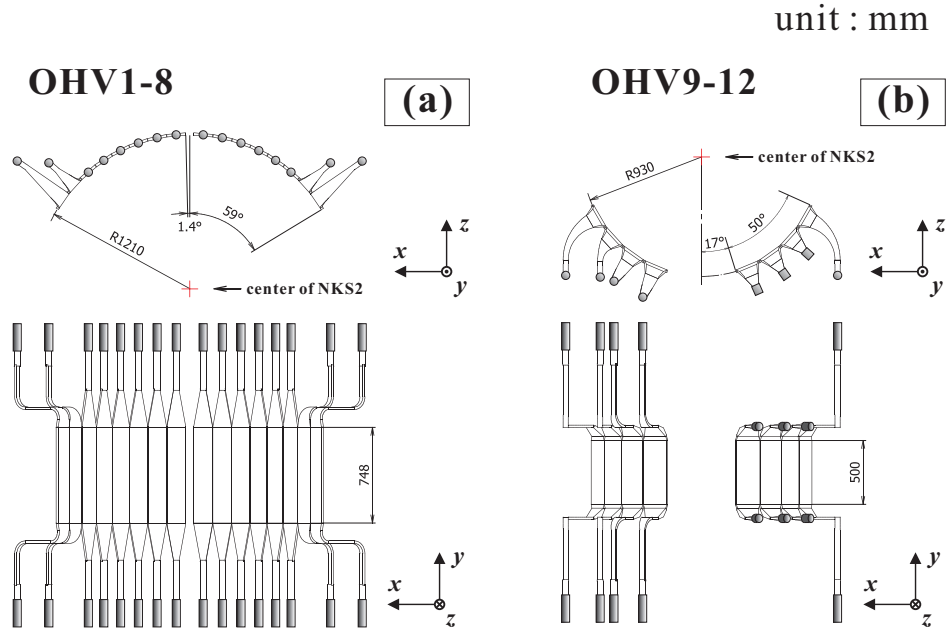 unit : mm
OHV1-8
(a)
59°
1.4°
R1210
center of NKS2
z
x
y
748
y
x
z
OHV9-12
(b)
center of NKS2
R930
50°
17°
z
x
y
500
y
x
z